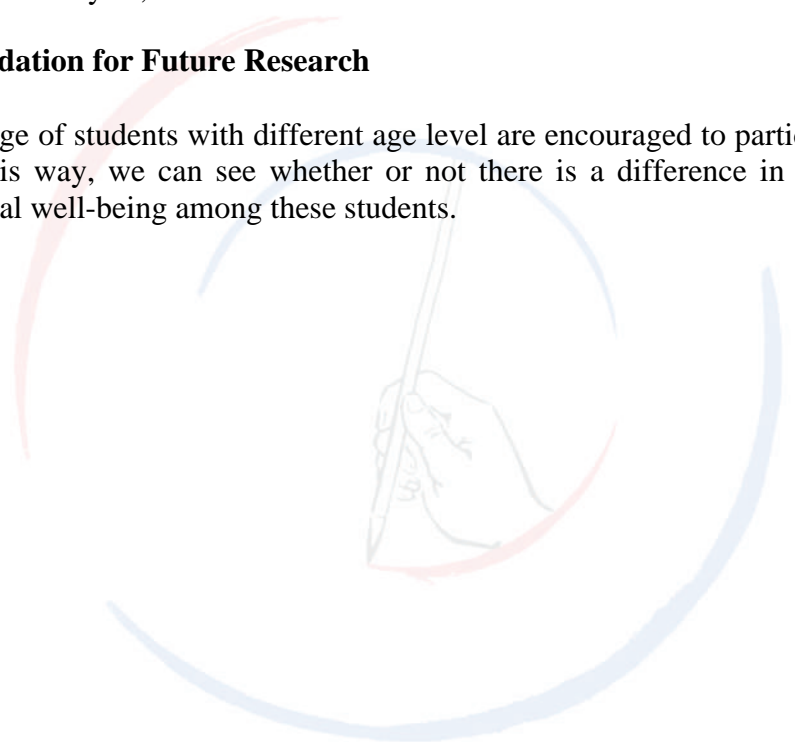 dation for Future Research
ge of students with different age level are encouraged to partic
is way, we can see whether or not there is a difference in
al well-being among these students.